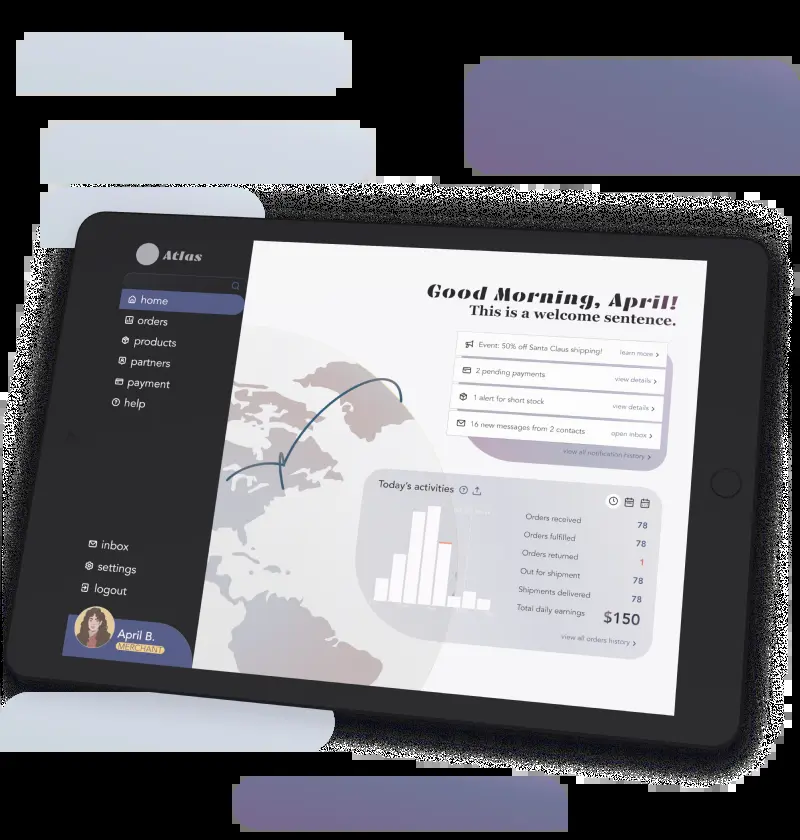 Atlas
home
orders
products
partners
payment
help
inbox
settings
logout
April B.
MERCHANT
Good Morning, April!
This is a welcome sentence.
Event: 50% off Santa Claus shipping! learn more >
2 pending payments view details >
1 alert for short stock view details >
16 new messages from 2 contacts open inbox >
view all notification history >
Today's activities
Orders received 78
Orders fulfilled 78
Orders returned 1
Out for shipment 78
Shipments delivered 78
Total daily earnings $150
view all orders history >